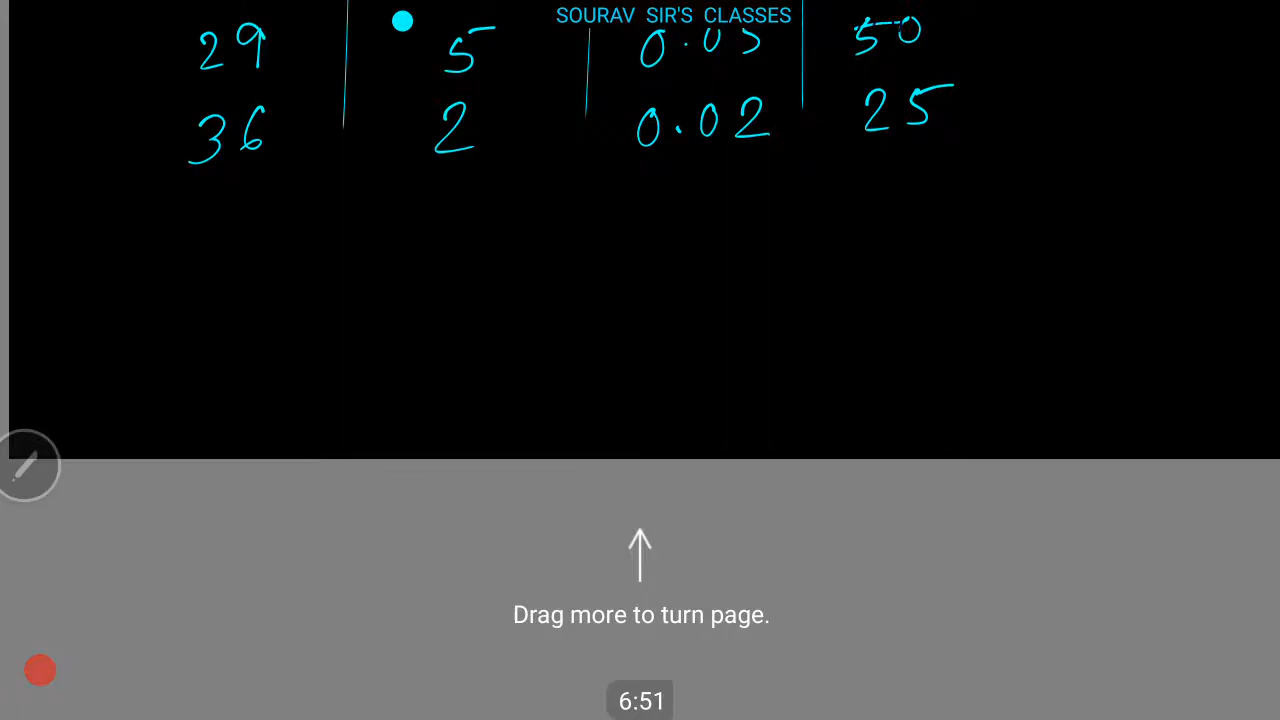 SOURAV SIR'S CLASSES
29 5 0.05 50
36 2 0.02 25
Drag more to turn page.
6:51